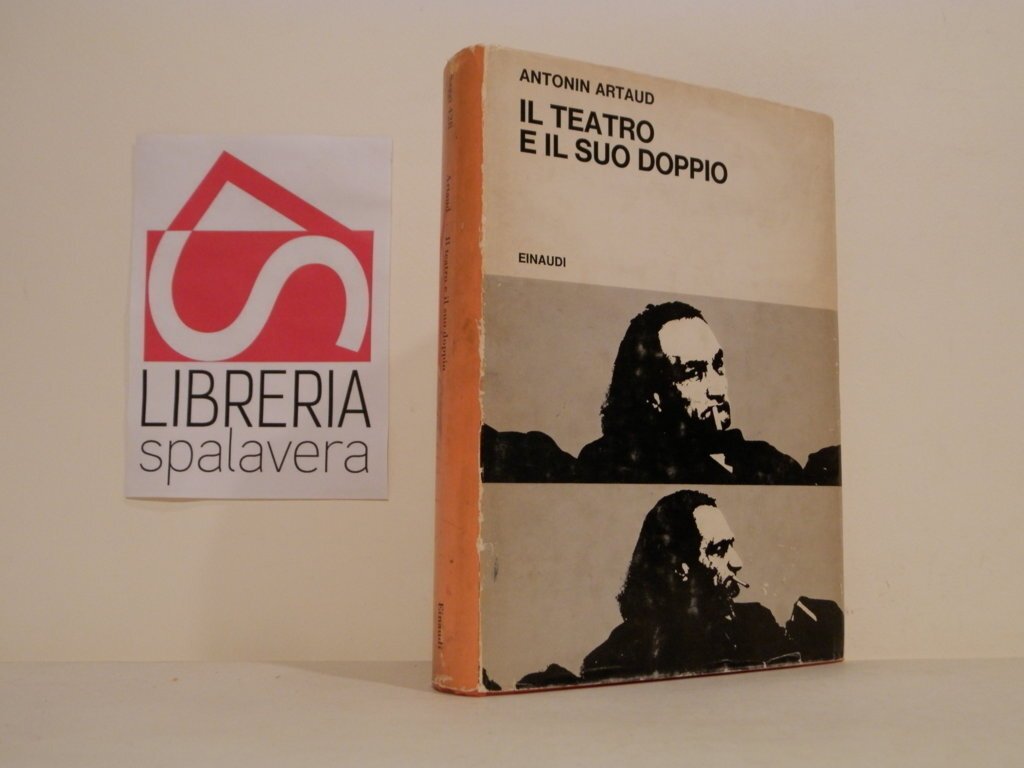 LIBRERIA
spalavera
ANTONIN ARTAUD
IL TEATRO
E IL SUO DOPPIO
EINAUDI
Artaud Il teatro e il suo doppio
Einaudi